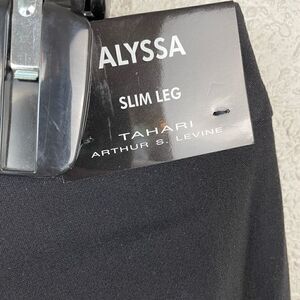 ALYSSA
SLIM LEG
TAHARI
ARTHUR S. LEVINE